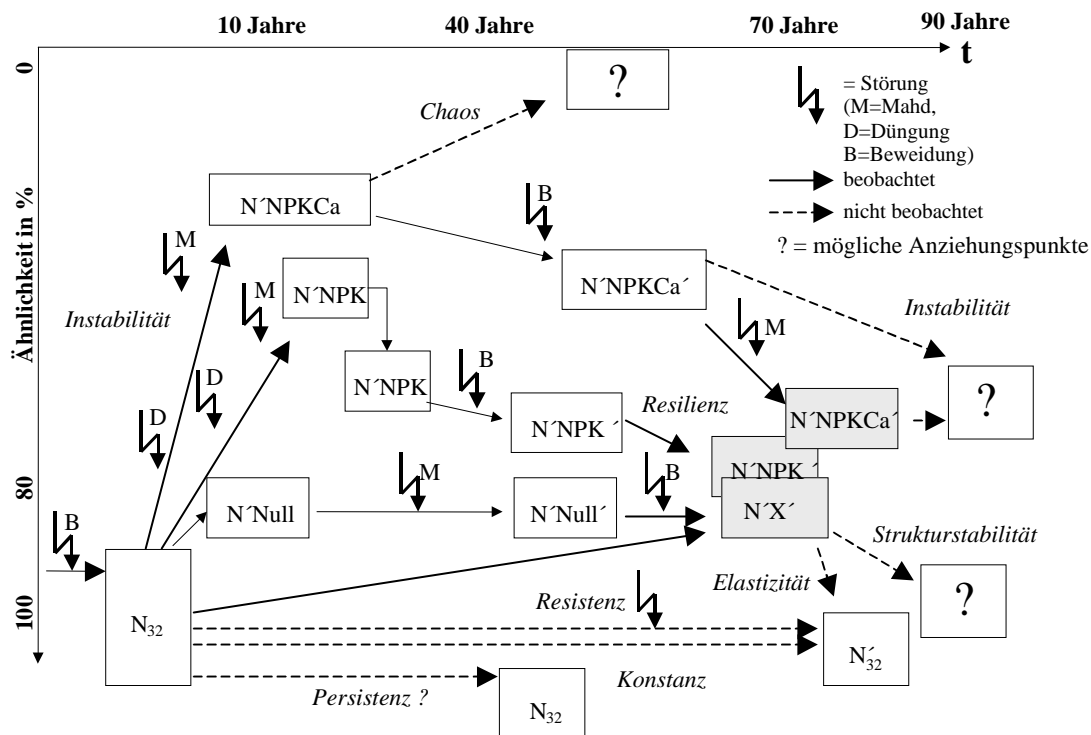 10 Jahre
40 Jahre
70 Jahre
90 Jahre
t
0
Ähnlichkeit in %
80
100
= Störung
(M=Mahd,
D=Düngung
B=Beweidung)
beobachtet
nicht beobachtet
? = mögliche Anziehungspunkte
?
Chaos
N´NPKCa
B
M
N´NPKCa´
M
N´NPK
Instabilität
Instabilität
M
N´NPK
B
D
D
?
Resilienz
N´NPKCa´
N´NPK ´
N´NPK ´
M
B
N´Null
N´Null´
N´X´
B
Strukturstabilität
Elastizität
?
Resistenz
N32
N´32
Konstanz
Persistenz ?
N32